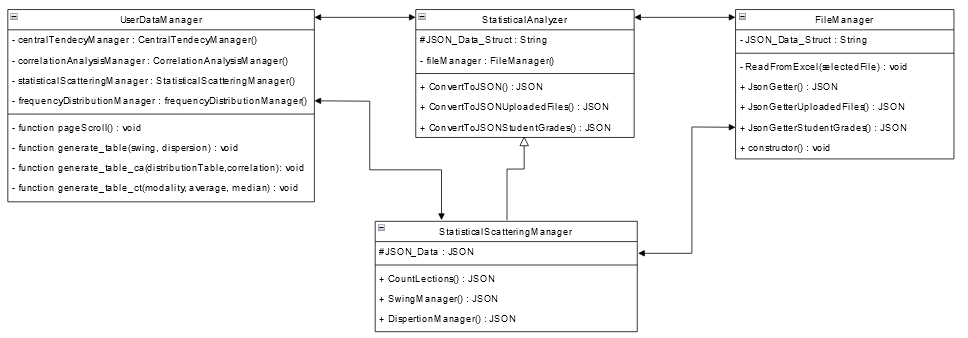 UserDataManager
- centralTendecyManager : CentralTendecyManager()
- correlationAnalysisManager : CorrelationAnalysisManager()
- statisticalScatteringManager : StatisticalScatteringManager()
- frequencyDistributionManager : frequencyDistributionManager()
- function pageScroll() : void
- function generate_table(swing, dispersion) : void
- function generate_table_ca(distributionTable,correlation): void
- function generate_table_ct(modality, average, median) : void
StatisticalAnalyzer
#JSON_Data_Struct : String
- fileManager : FileManager()
+ ConvertToJSON() : JSON
+ ConvertToJSONUploadedFiles() : JSON
+ ConvertToJSONStudentGrades() : JSON
FileManager
- JSON_Data_Struct : String
- ReadFromExcel(selectedFile) : void
+ JsonGetter() : JSON
+ JsonGetterUploadedFiles() : JSON
+ JsonGetterStudentGrades() : JSON
+ constructor() : void
StatisticalScatteringManager
#JSON_Data : JSON
+ CountLections() : JSON
+ SwingManager() : JSON
+ DispertionManager() : JSON